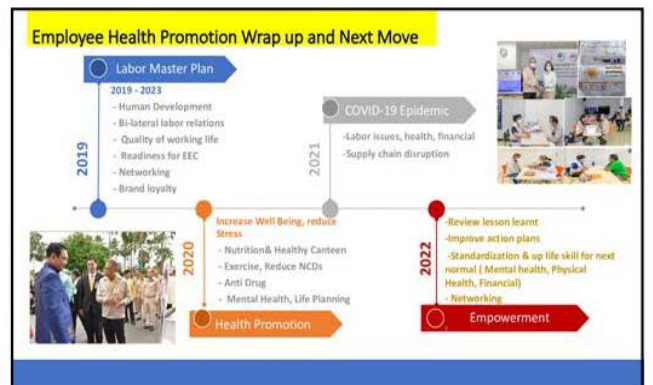 Employee Health Promotion Wrap up and Next Move
Labor Master Plan
2019 - 2023
- Human Development
- Bi-lateral labor relations
- Quality of working life
- Readiness for EEC
- Networking
- Brand loyalty
2019
COVID-19 Epidemic
-Labor issues, health, financial
-Supply chain disruption
2021
Increase Well Being, reduce
Stress
- Nutrition& Healthy Canteen
- Exercise, Reduce NCDs
- Anti Drug
- Mental Health, Life Planning
2020
Health Promotion
-Review lesson learnt
-Improve action plans
-Standardization & up life skill for next
normal ( Mental health, Physical
Health, Financial)
- Networking
2022
Empowerment